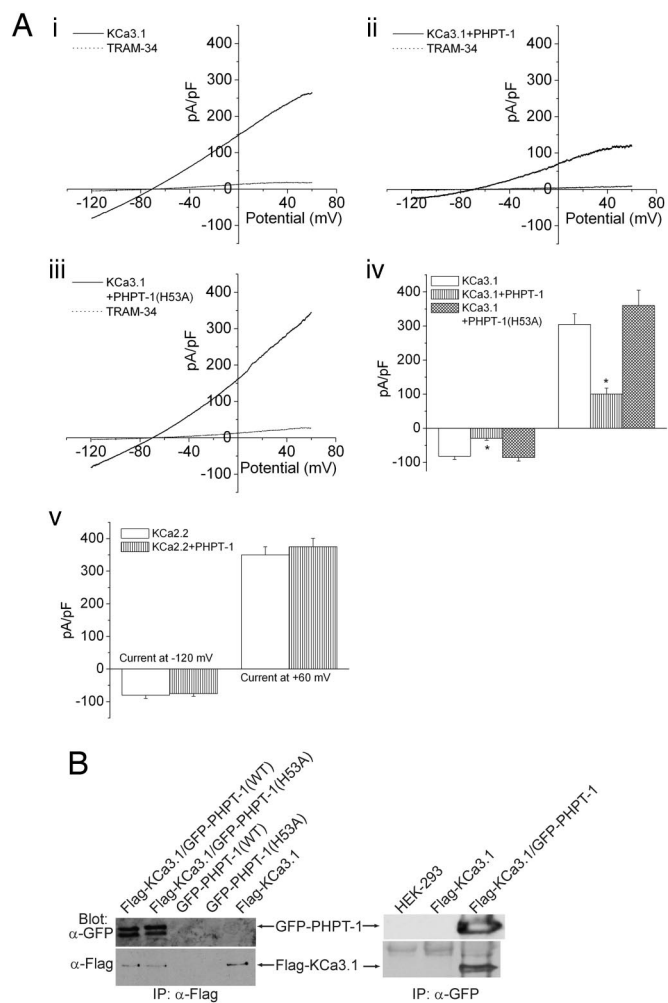 A
i
KCa3.1
TRAM-34
400
300
200
100
0
-100
-120 -80 -40 0 40 80
Potential (mV)
pA/pF
ii
KCa3.1+PHPT-1
TRAM-34
400
300
200
100
0
-100
-120 -80 -40 0 40 80
Potential (mV)
pA/pF
iii
KCa3.1
+PHPT-1(H53A)
TRAM-34
400
300
200
100
0
-100
-120 -80 -40 0 40 80
Potential (mV)
pA/pF
iv
KCa3.1
KCa3.1+PHPT-1
KCa3.1
+PHPT-1(H53A)
400
300
200
100
0
-100
pA/pF
*
*
v
KCa2.2
KCa2.2+PHPT-1
400
300
200
100
0
-100
pA/pF
Current at -120 mV
Current at +60 mV
B
Flag-KCa3.1/GFP-PHPT-1(WT)
Flag-KCa3.1/GFP-PHPT-1(H53A)
GFP-PHPT-1(WT)
GFP-PHPT-1(H53A)
Flag-KCa3.1
HEK-293
Flag-KCa3.1
Flag-KCa3.1/GFP-PHPT-1
Blot:
α-GFP
GFP-PHPT-1
α-Flag
Flag-KCa3.1
IP: α-Flag
IP: α-GFP